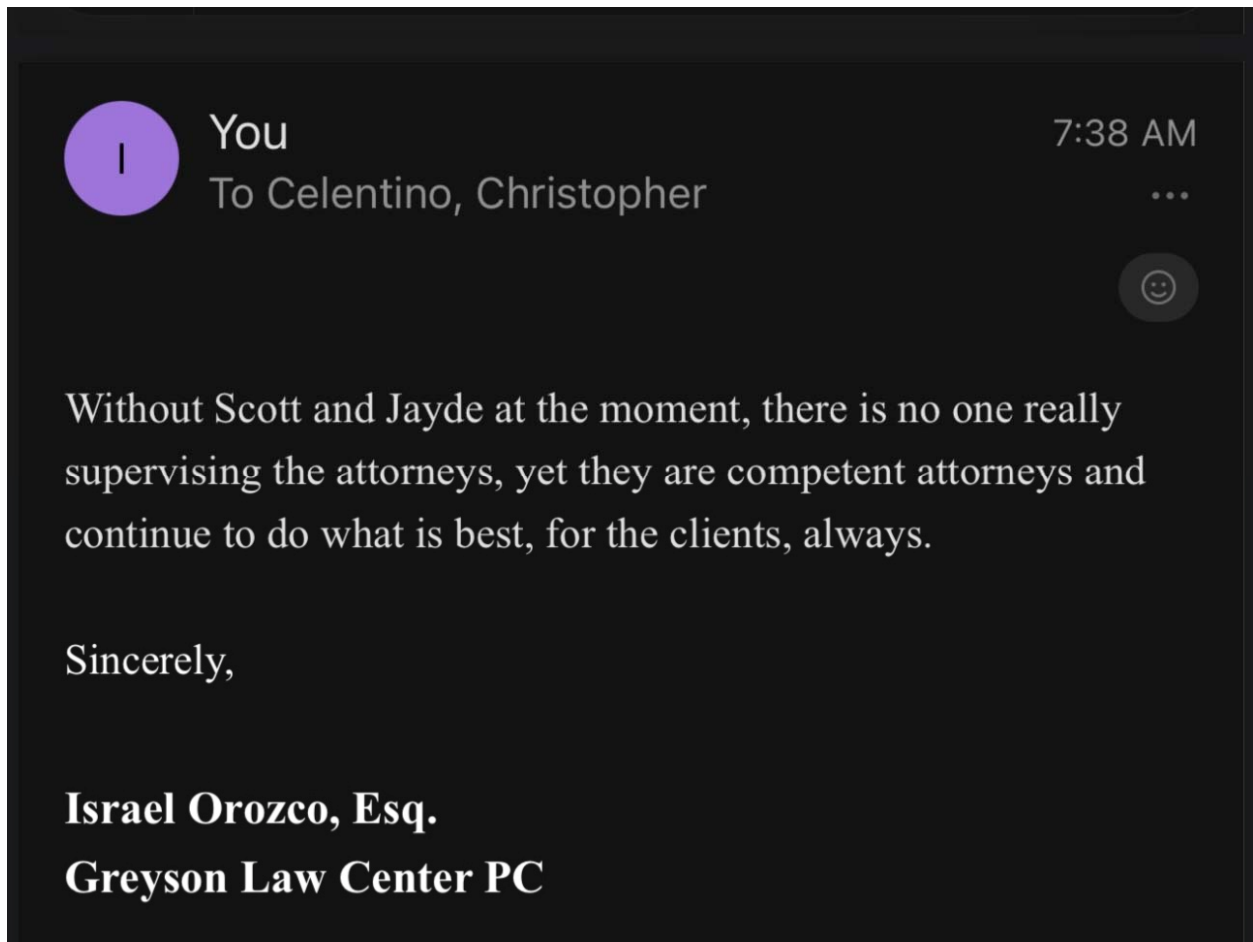 I
You
7:38 AM
To Celentino, Christopher
Without Scott and Jayde at the moment, there is no one really
supervising the attorneys, yet they are competent attorneys and
continue to do what is best, for the clients, always.
Sincerely,
Israel Orozco, Esq.
Greyson Law Center PC